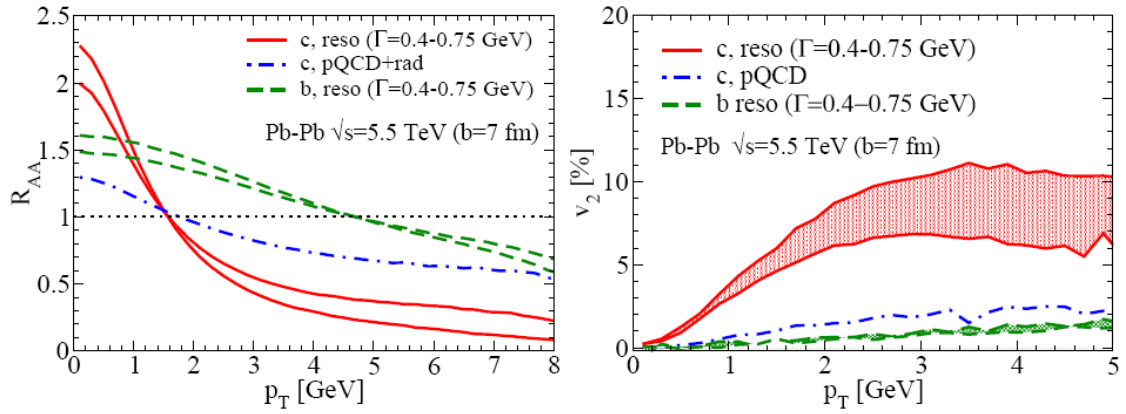 2.5
2
1.5
1
0.5
0
R_AA
c, reso (Γ=0.4-0.75 GeV)
c, pQCD+rad
b, reso (Γ=0.4-0.75 GeV)
Pb-Pb √s=5.5 TeV (b=7 fm)
0 1 2 3 4 5 6 7 8
p_T [GeV]
20
15
10
5
0
v_2 [%]
c, reso (Γ=0.4-0.75 GeV)
c, pQCD
b reso (Γ=0.4–0.75 GeV)
Pb-Pb √s=5.5 TeV (b=7 fm)
0 1 2 3 4 5
p_T [GeV]